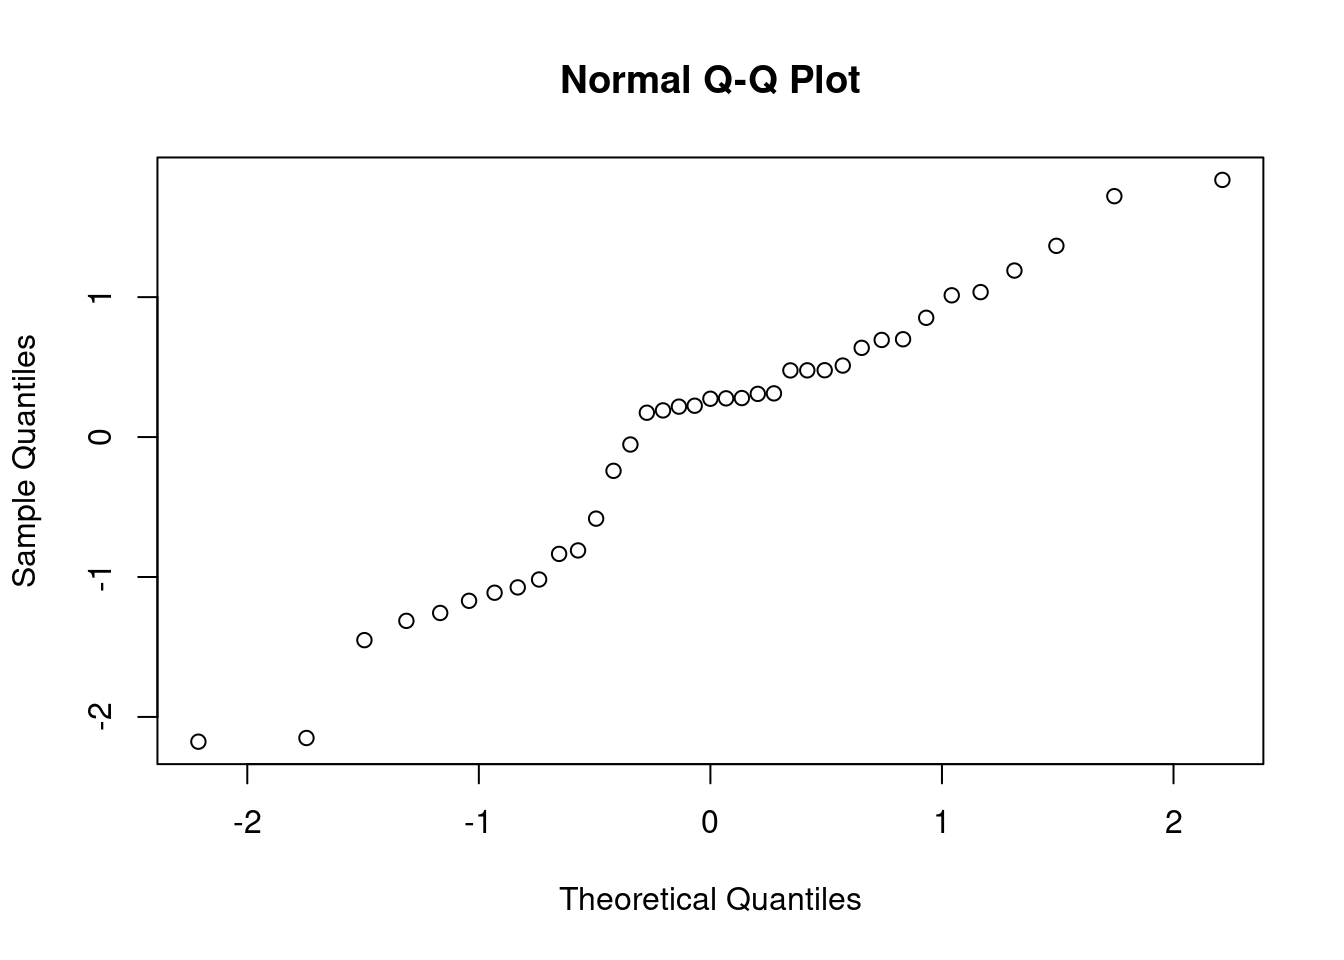 Normal Q-Q Plot
Sample Quantiles
1
0
-1
-2
-2 -1 0 1 2
Theoretical Quantiles